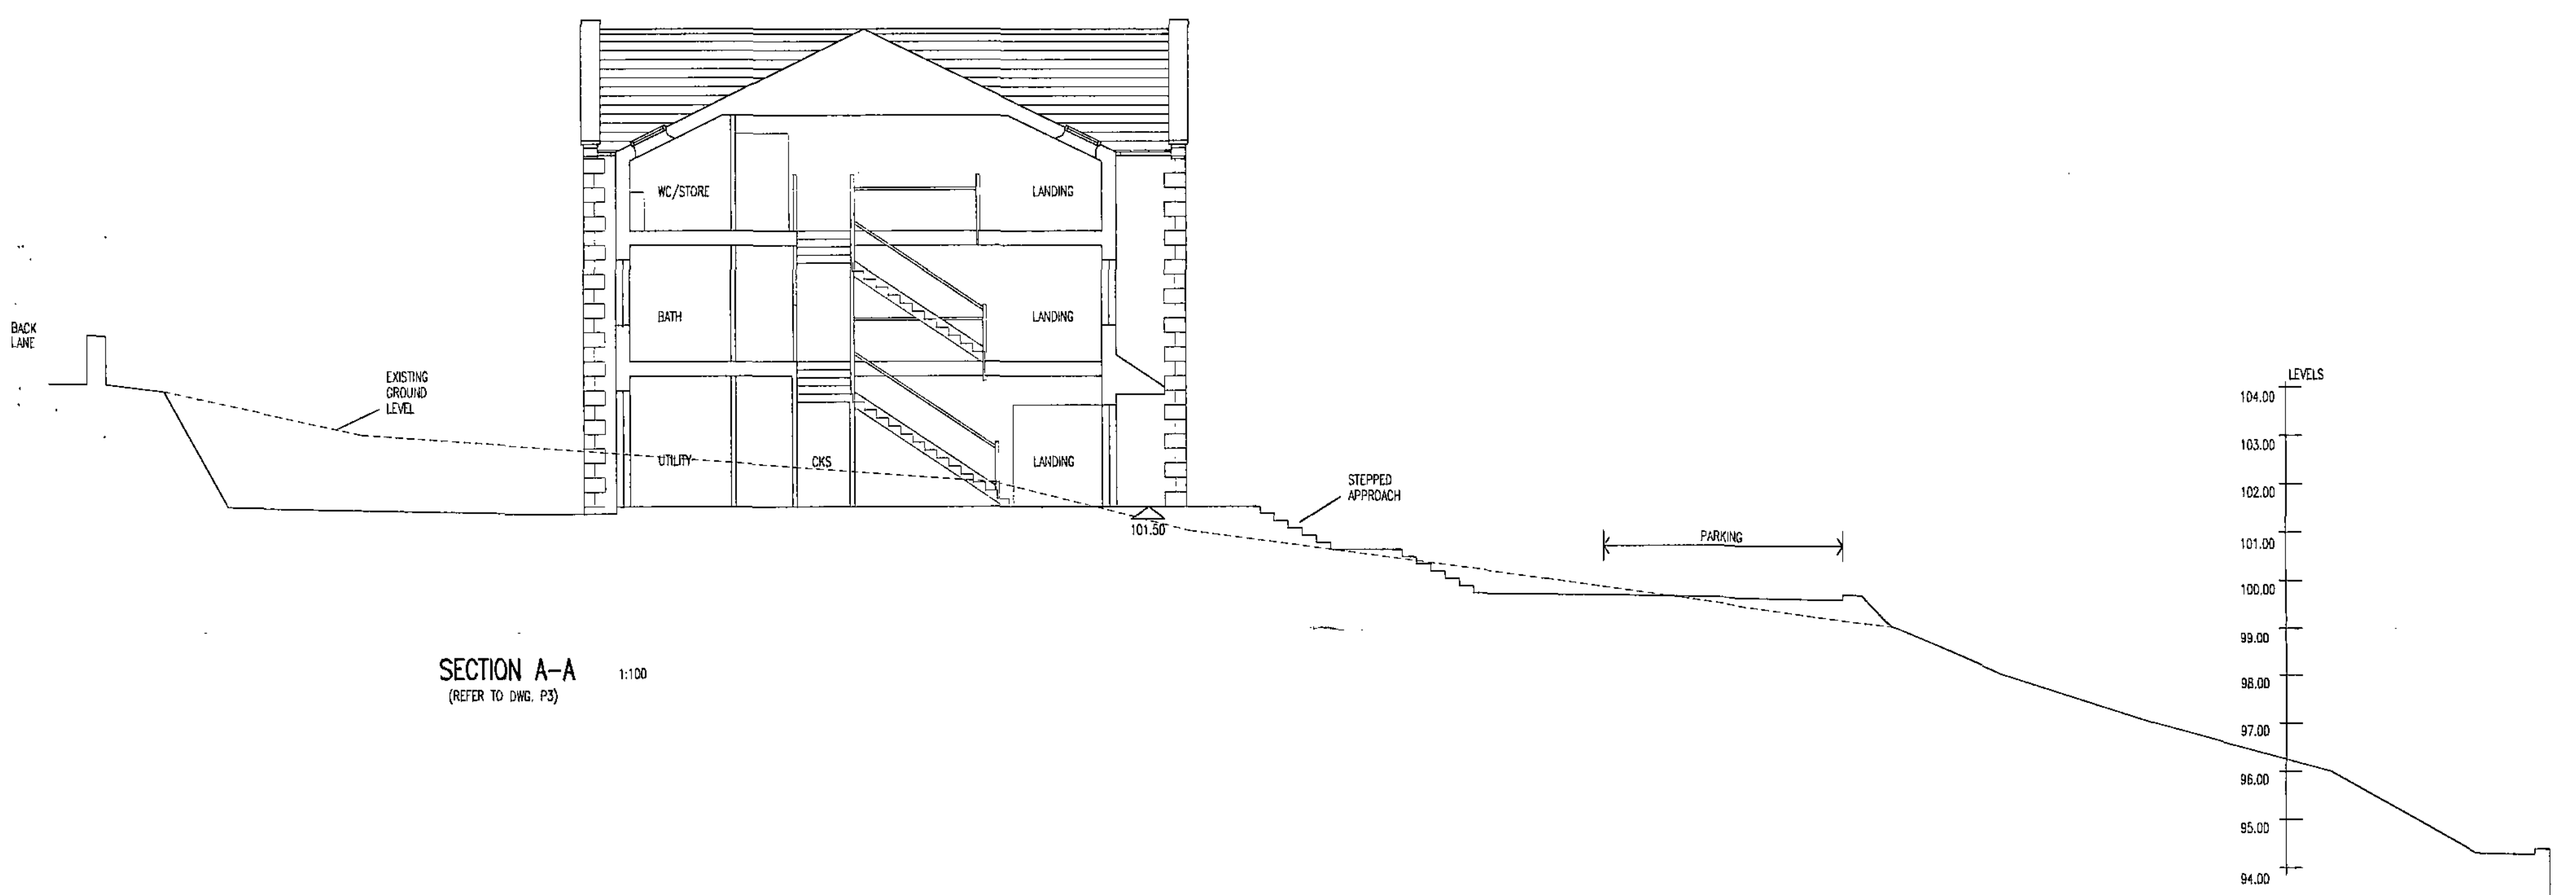 WC/STORE
LANDING
BATH
LANDING
BACK
LANE
EXISTING
GROUND
LEVEL
UTILITY
CKS
LANDING
STEPPED
APPROACH
101.50
PARKING
LEVELS
104.00
103.00
102.00
101.00
100.00
99.00
98.00
97.00
96.00
95.00
94.00
SECTION A-A 1:100
(REFER TO DWG. P3)